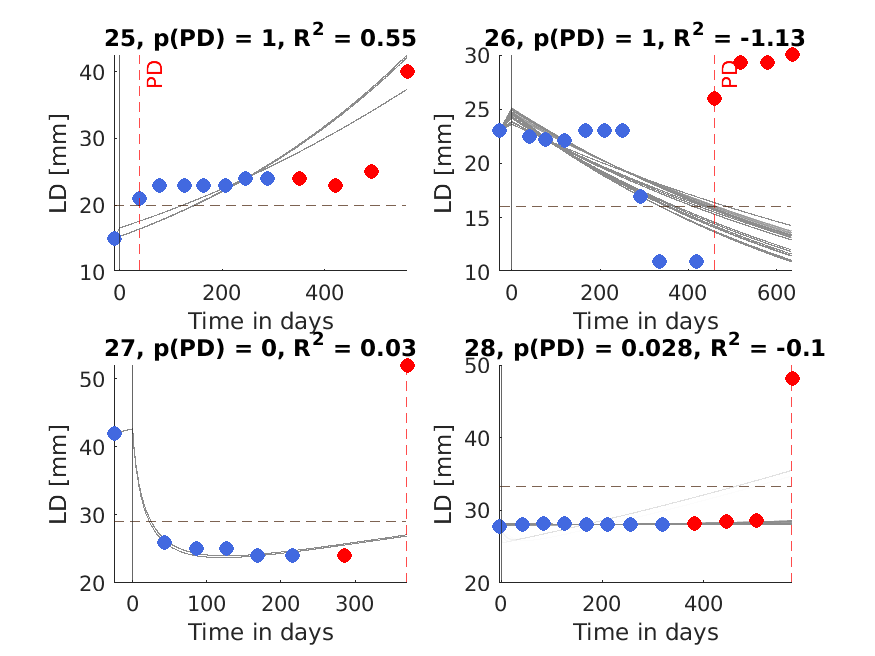 25, p(PD) = 1, R² = 0.55
PD
40
30
20
10
LD [mm]
0
200
400
Time in days
26, p(PD) = 1, R² = -1.13
PD
30
25
20
15
10
LD [mm]
0
200
400
600
Time in days
27, p(PD) = 0, R² = 0.03
50
40
30
20
LD [mm]
0
100
200
300
Time in days
28, p(PD) = 0.028, R² = -0.1
50
40
30
20
LD [mm]
0
200
400
Time in days